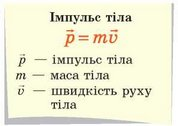 Імпульс тіла
p⃗ = mv⃗
p⃗ — імпульс тіла
m — маса тіла
v⃗ — швидкість руху
тіла